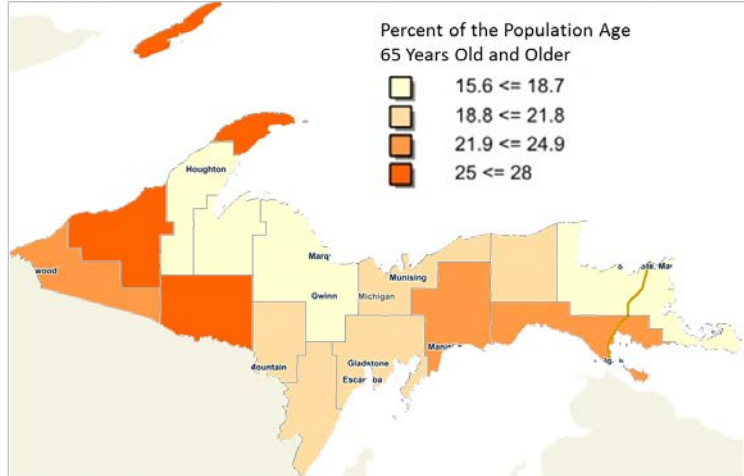 Percent of the Population Age
65 Years Old and Older
15.6 <= 18.7
18.8 <= 21.8
21.9 <= 24.9
25 <= 28
Houghton
wood
Marq
Munising
Gwinn
Michigan
Gladstone